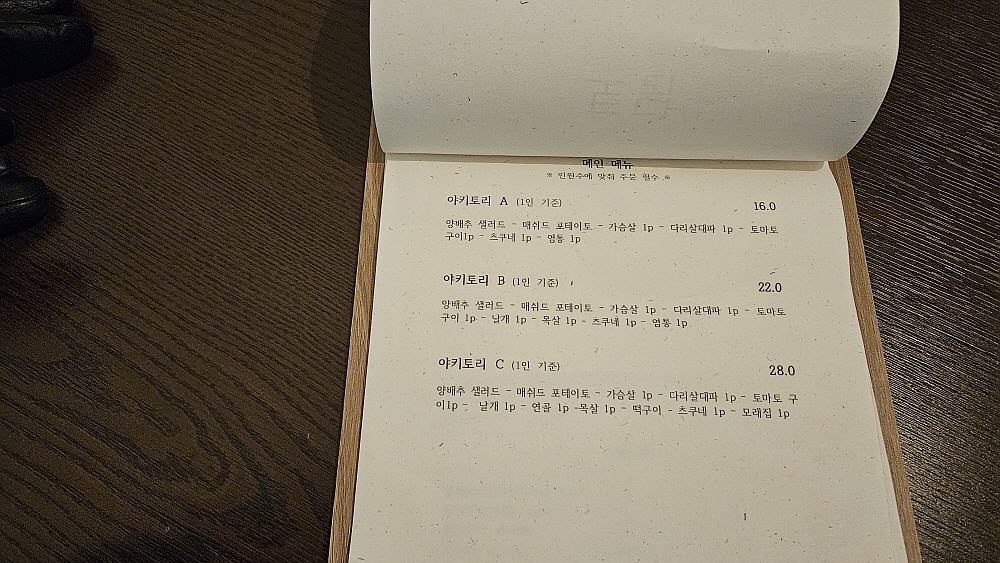 메인 메뉴
※ 인원수에 맞춰 주문 필수 ※
야키토리 A (1인 기준) 16.0
양배추 샐러드 - 매쉬드 포테이토 - 가슴살 1p - 다리살대파 1p - 토마토
구이1p - 츠쿠네 1p - 염통 1p
야키토리 B (1인 기준) 22.0
양배추 샐러드 - 매쉬드 포테이토 - 가슴살 1p - 다리살대파 1p - 토마토
구이 1p - 날개 1p - 목살 1p - 츠쿠네 1p - 염통 1p
야키토리 C (1인 기준) 28.0
양배추 샐러드 - 매쉬드 포테이토 - 가슴살 1p - 다리살대파 1p - 토마토 구
이1p - 날개 1p - 연골 1p -목살 1p - 떡구이 - 츠쿠네 1p - 모래집 1p